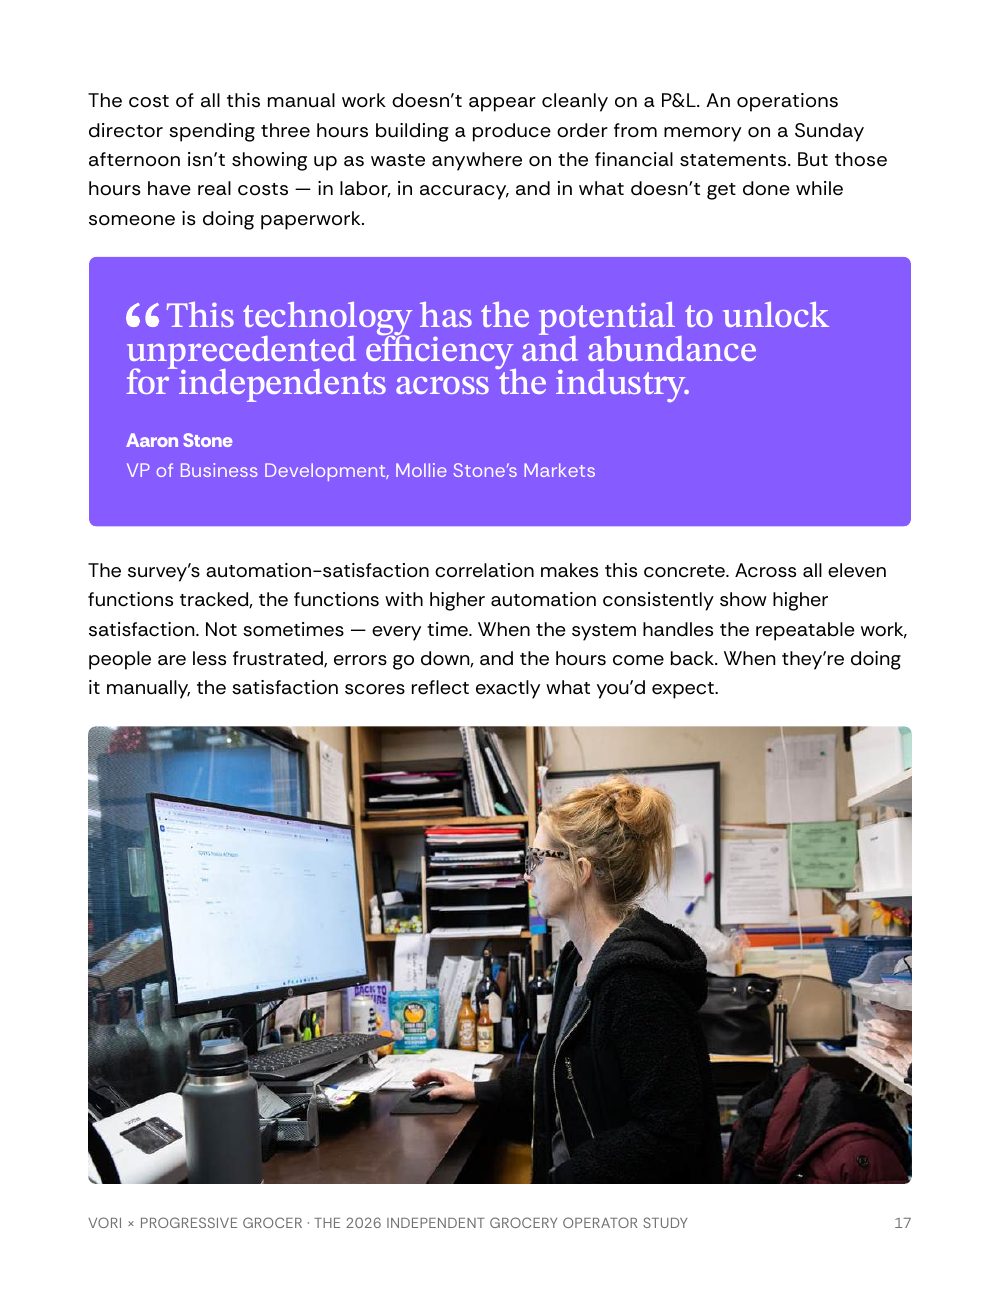 The cost of all this manual work doesn’t appear cleanly on a P&L. An operations
director spending three hours building a produce order from memory on a Sunday
afternoon isn’t showing up as waste anywhere on the financial statements. But those
hours have real costs — in labor, in accuracy, and in what doesn’t get done while
someone is doing paperwork.
“This technology has the potential to unlock
unprecedented efficiency and abundance
for independents across the industry.
Aaron Stone
VP of Business Development, Mollie Stone’s Markets
The survey’s automation-satisfaction correlation makes this concrete. Across all eleven
functions tracked, the functions with higher automation consistently show higher
satisfaction. Not sometimes — every time. When the system handles the repeatable work,
people are less frustrated, errors go down, and the hours come back. When they’re doing
it manually, the satisfaction scores reflect exactly what you’d expect.
BACK TO
brother
VORI × PROGRESSIVE GROCER · THE 2026 INDEPENDENT GROCERY OPERATOR STUDY
17